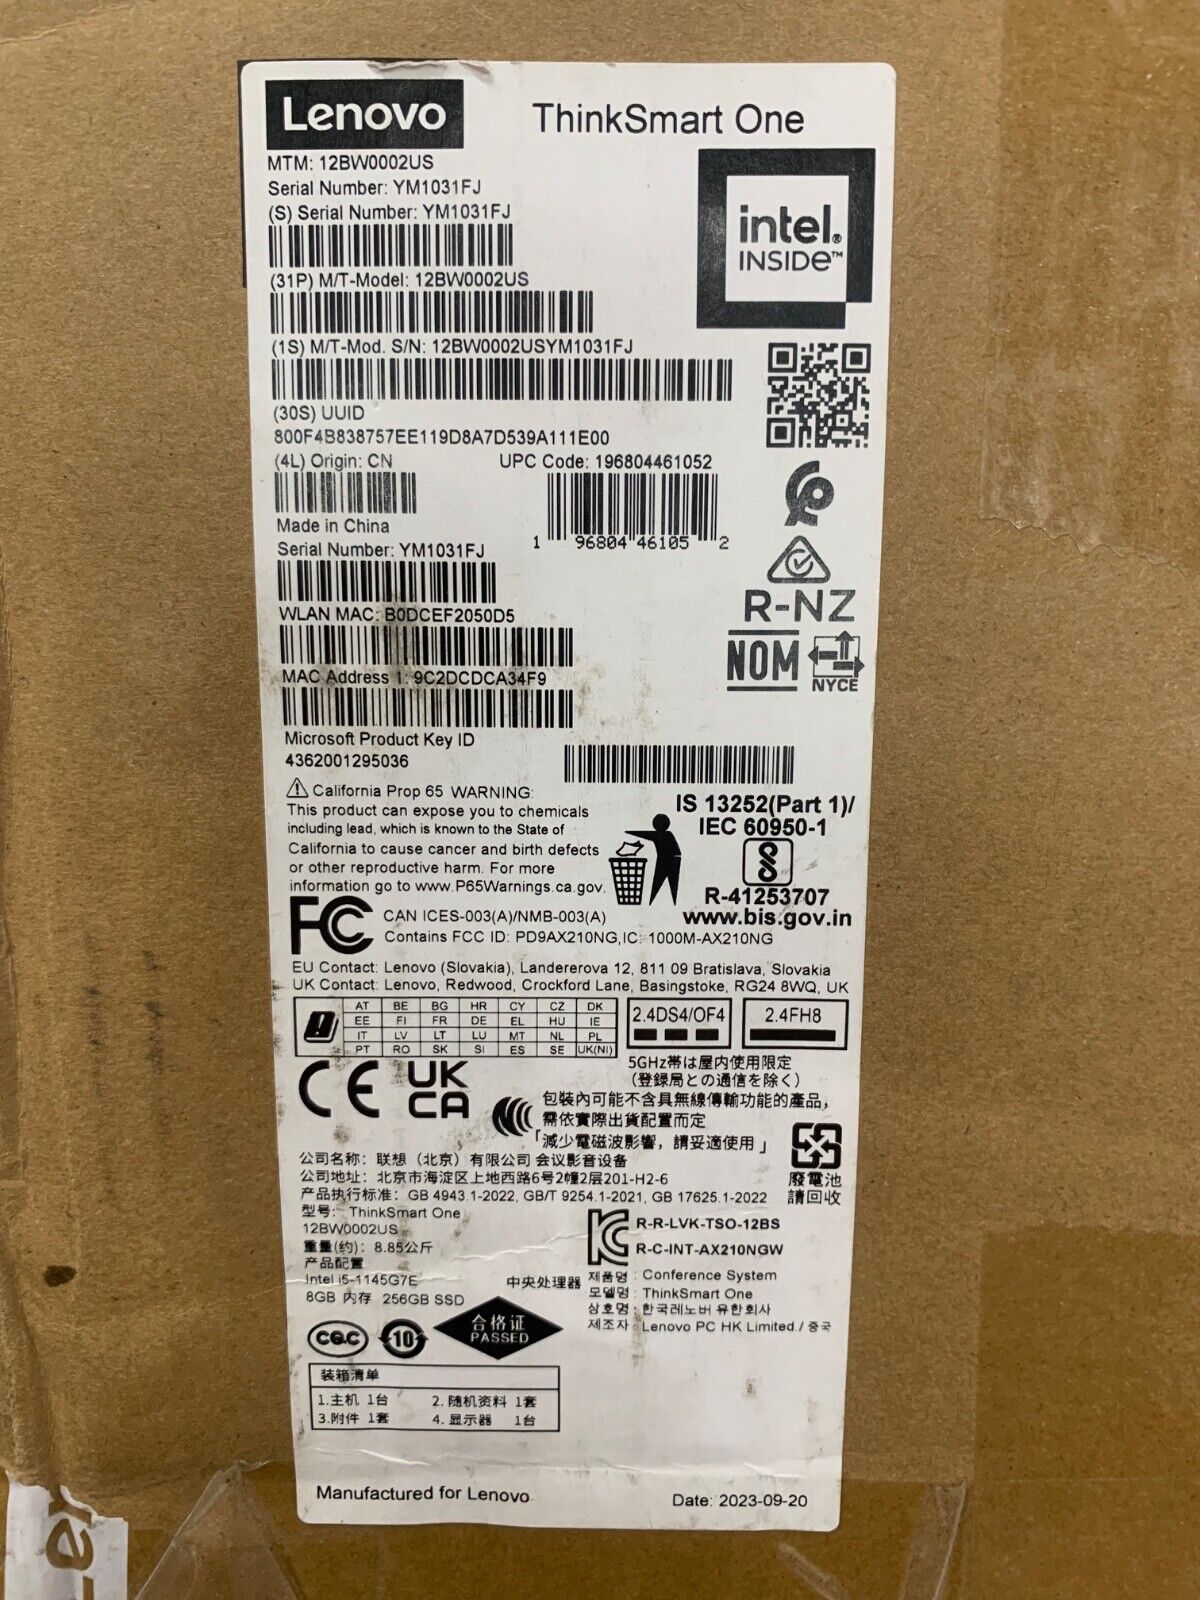 Lenovo
ThinkSmart One
MTM: 12BW0002US
Serial Number: YM1031FJ
(S) Serial Number: YM1031FJ
(31P) M/T-Model: 12BW0002US
(1S) M/T-Mod. S/N: 12BW0002USYM1031FJ
intel.®
INSIDe™
(30S) UUID
800F4B838757EE119D8A7D539A111E00
(4L) Origin: CN
UPC Code: 196804461052
1 96804 46105 2
Made in China
Serial Number: YM1031FJ
WLAN MAC: B0DCEF2050D5
MAC Address 1: 9C2DCDCA34F9
R-NZ
NOM
NYCE
Microsoft Product Key ID
4362001295036
California Prop 65 WARNING:
This product can expose you to chemicals
including lead, which is known to the State of
California to cause cancer and birth defects
or other reproductive harm. For more
information go to www.P65Warnings.ca.gov.
IS 13252(Part 1)/
IEC 60950-1
R-41253707
www.bis.gov.in
FC
CAN ICES-003(A)/NMB-003(A)
Contains FCC ID: PD9AX210NG,IC: 1000M-AX210NG
EU Contact: Lenovo (Slovakia), Landererova 12, 811 09 Bratislava, Slovakia
UK Contact: Lenovo, Redwood, Crockford Lane, Basingstoke, RG24 8WQ, UK
AT BE BG HR CY CZ DK
EE FI FR DE EL HU IE
IT LV LT LU MT NL PL
PT RO SK SI ES SE UK(NI)
2.4DS4/OF4
2.4FH8
5GHz帯は屋内使用限定
(登録局との通信を除く)
CE
UK
CA
包裝內可能不含具無線傳輸功能的產品，
需依實際出貨配置而定
「減少電磁波影響，請妥適使用」
廢電池
請回收
公司名称: 联想（北京）有限公司 会议影音设备
公司地址: 北京市海淀区上地西路6号2幢2层201-H2-6
产品执行标准: GB 4943.1-2022, GB/T 9254.1-2021, GB 17625.1-2022
型号: ThinkSmart One
12BW0002US
重量(约): 8.85公斤
产品配置
Intel i5-1145G7E 中央处理器
8GB 内存 256GB SSD
R-R-LVK-TSO-12BS
R-C-INT-AX210NGW
제품명 : Conference System
모델명 : ThinkSmart One
상호명 : 한국레노버 유한회사
제조자 : Lenovo PC HK Limited./ 중국
CQC
10
合格证
PASSED
装箱清单
1.主机 1台 2. 随机资料 1套
3.附件 1套 4. 显示器 1台
Manufactured for Lenovo
Date: 2023-09-20